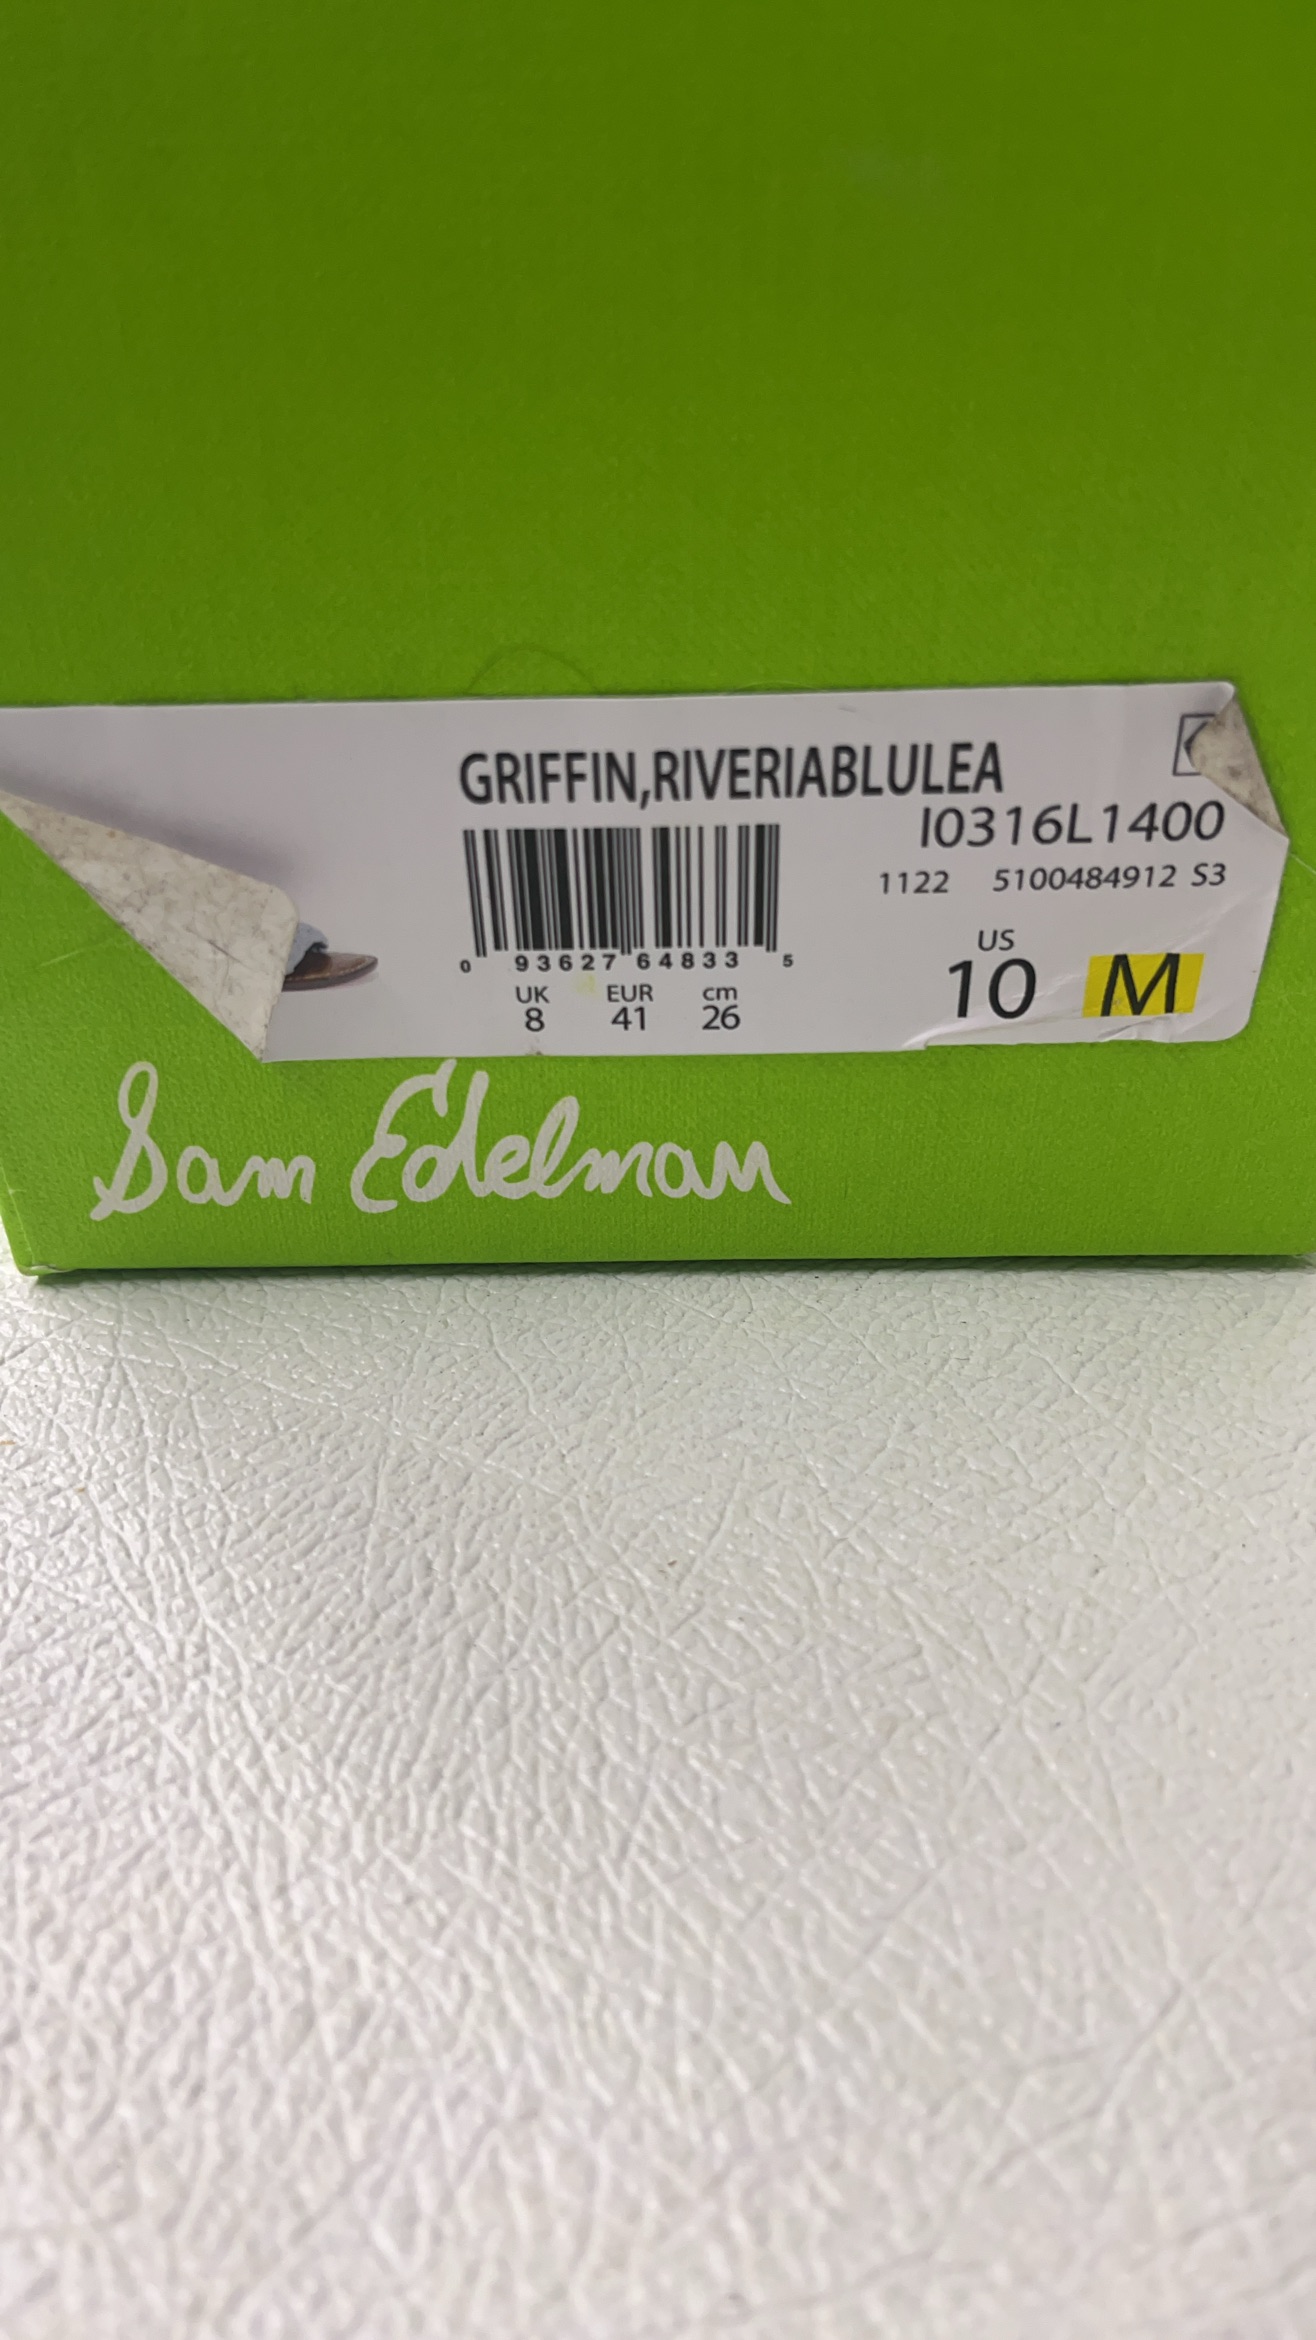 GRIFFIN,RIVERIABLULEA
I0316L1400
1122 5100484912 S3
0 93627 64833 5
UK EUR cm
8 41 26
US
10 M
Sam Edelman